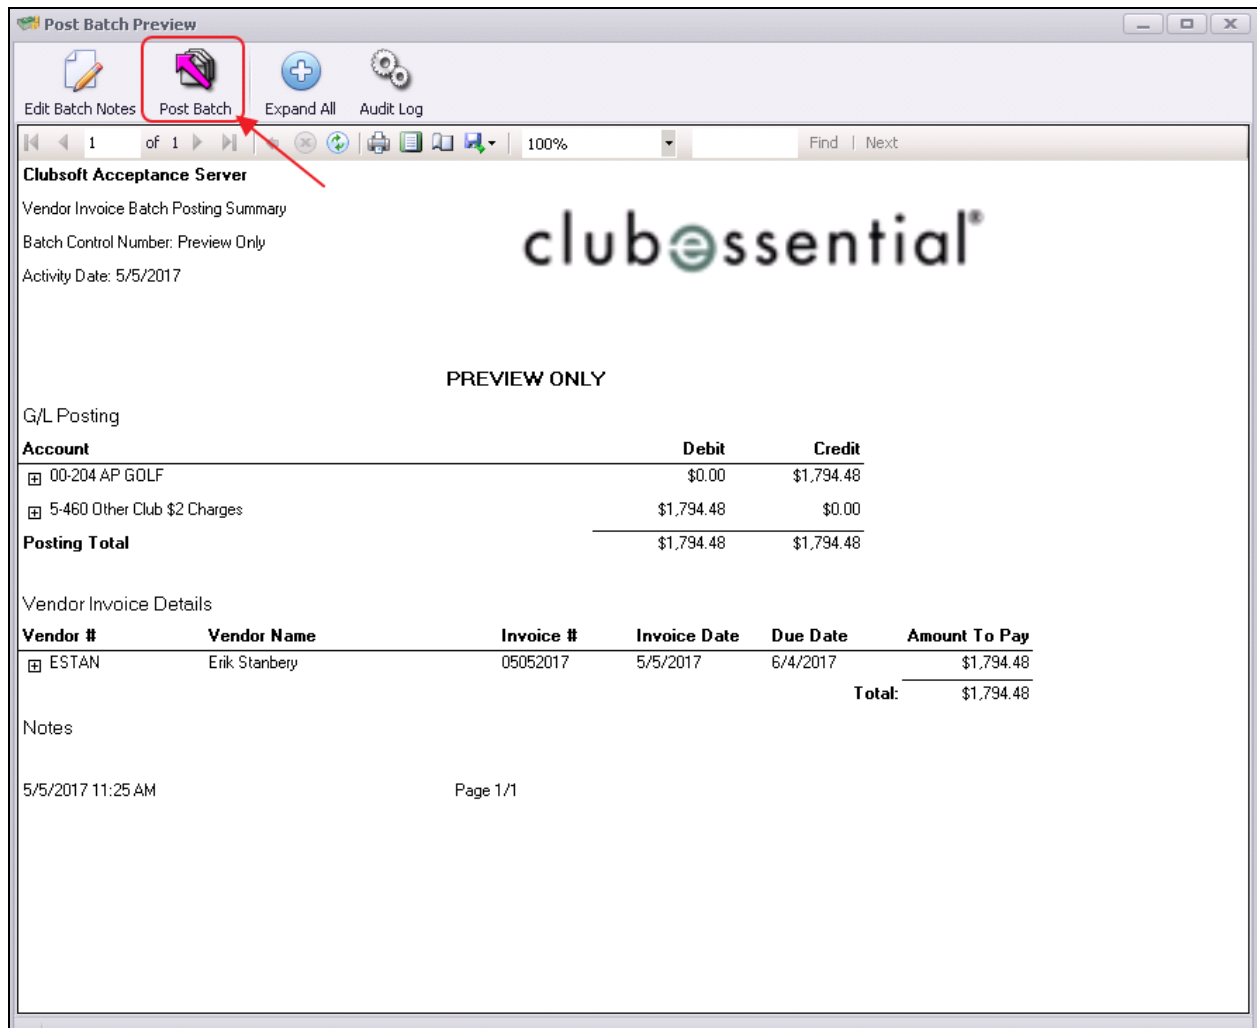 Post Batch Preview
Edit Batch Notes Post Batch Expand All Audit Log
1 of 1 100% Find | Next
Clubsoft Acceptance Server
Vendor Invoice Batch Posting Summary
Batch Control Number: Preview Only
Activity Date: 5/5/2017
clubessential®
PREVIEW ONLY
G/L Posting
Account Debit Credit
00-204 AP GOLF $0.00 $1,794.48
5-460 Other Club $2 Charges $1,794.48 $0.00
Posting Total $1,794.48 $1,794.48
Vendor Invoice Details
Vendor # Vendor Name Invoice # Invoice Date Due Date Amount To Pay
ESTAN Erik Stanbery 05052017 5/5/2017 6/4/2017 $1,794.48
Total: $1,794.48
Notes
5/5/2017 11:25 AM Page 1/1